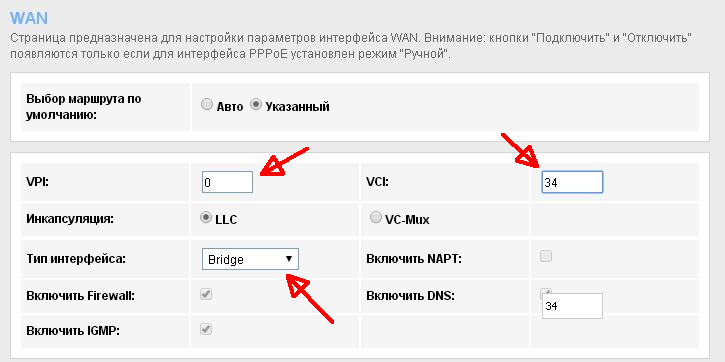 WAN
Страница предназначена для настройки параметров интерфейса WAN. Внимание: кнопки "Подключить" и "Отключить"
появляются только если для интерфейса PPPoE установлен режим "Ручной".
Выбор маршрута по
умолчанию:
Авто Указанный
VPI: 0 VCI: 34
Инкапсуляция: LLC VC-Mux
Тип интерфейса: Bridge Включить NAPT:
Включить Firewall: Включить DNS:
34
Включить IGMP: